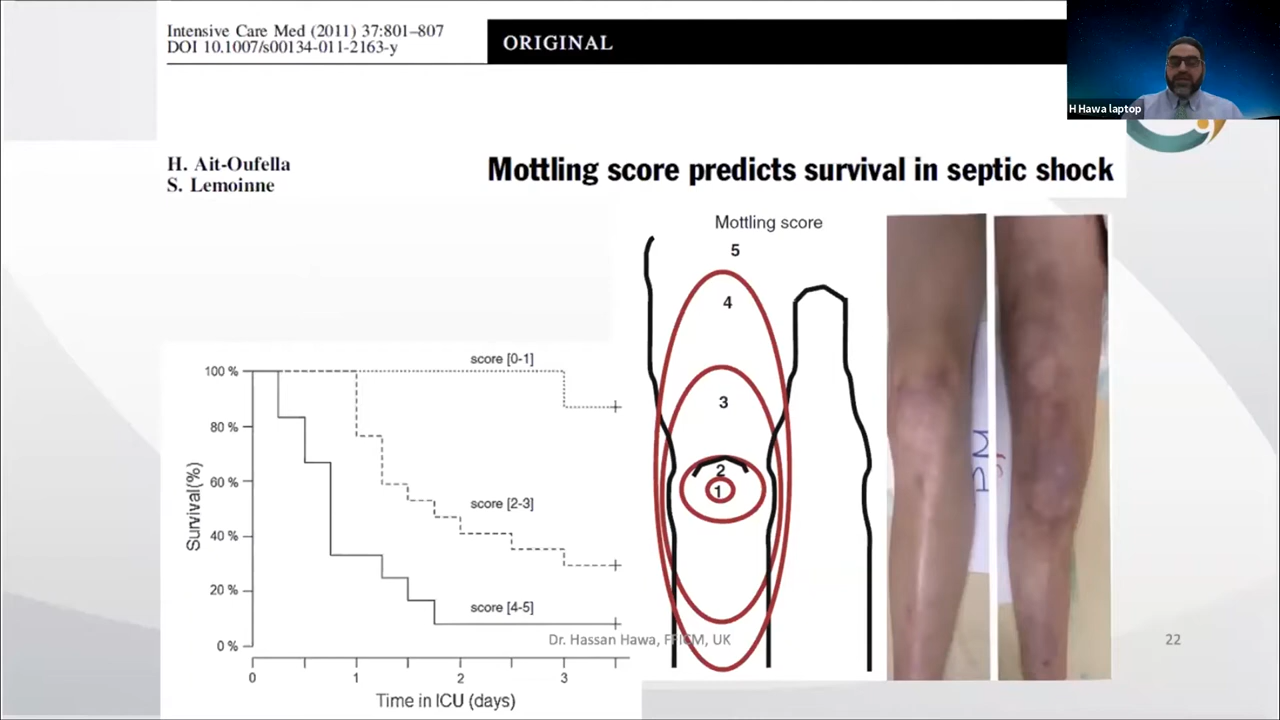 Intensive Care Med (2011) 37:801–807
DOI 10.1007/s00134-011-2163-y
ORIGINAL
H Hawa laptop
H. Ait-Oufella
S. Lemoinne
Mottling score predicts survival in septic shock
Mottling score
5
4
3
2
1
score [0-1]
score [2-3]
score [4-5]
100 %
80 %
60 %
40 %
20 %
0 %
Survival(%)
0
1
2
3
Time in ICU (days)
PM
Dr. Hassan Hawa, FFICM, UK
22